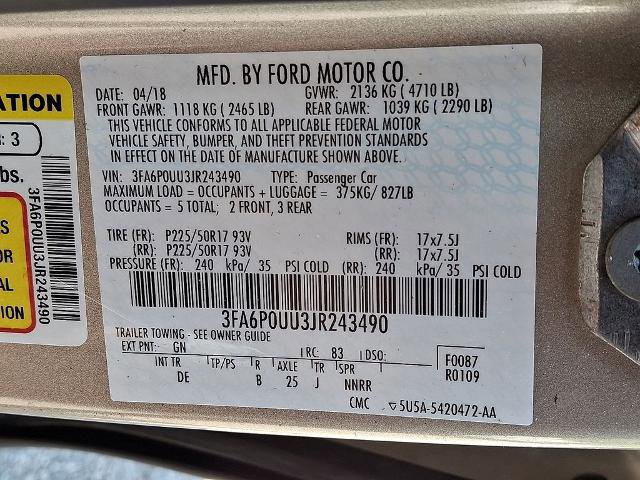 MFD. BY FORD MOTOR CO.
DATE: 04/18 GVWR: 2136 KG ( 4710 LB)
FRONT GAWR: 1118 KG ( 2465 LB) REAR GAWR: 1039 KG ( 2290 LB)
THIS VEHICLE CONFORMS TO ALL APPLICABLE FEDERAL MOTOR
VEHICLE SAFETY, BUMPER, AND THEFT PREVENTION STANDARDS
IN EFFECT ON THE DATE OF MANUFACTURE SHOWN ABOVE.
VIN: 3FA6P0UU3JR243490 TYPE: Passenger Car
MAXIMUM LOAD = OCCUPANTS + LUGGAGE = 375KG/ 827LB
OCCUPANTS = 5 TOTAL; 2 FRONT, 3 REAR
TIRE (FR): P225/50R17 93V RIMS (FR): 17x7.5J
(RR): P225/50R17 93V (RR): 17x7.5J
PRESSURE (FR): 240 kPa/ 35 PSI COLD (RR): 240 kPa/ 35 PSI COLD
3FA6P0UU3JR243490
TRAILER TOWING - SEE OWNER GUIDE
EXT PNT: GN RC: 83 DSO: F0087
INT TR TP/PS R AXLE TR SPR R0109
DE B 25 J NNRR
CMC ▽5U5A-5420472-AA
ATION
: 3
bs.
S
OR
AL
SION
3FA6P0UU3JR243490